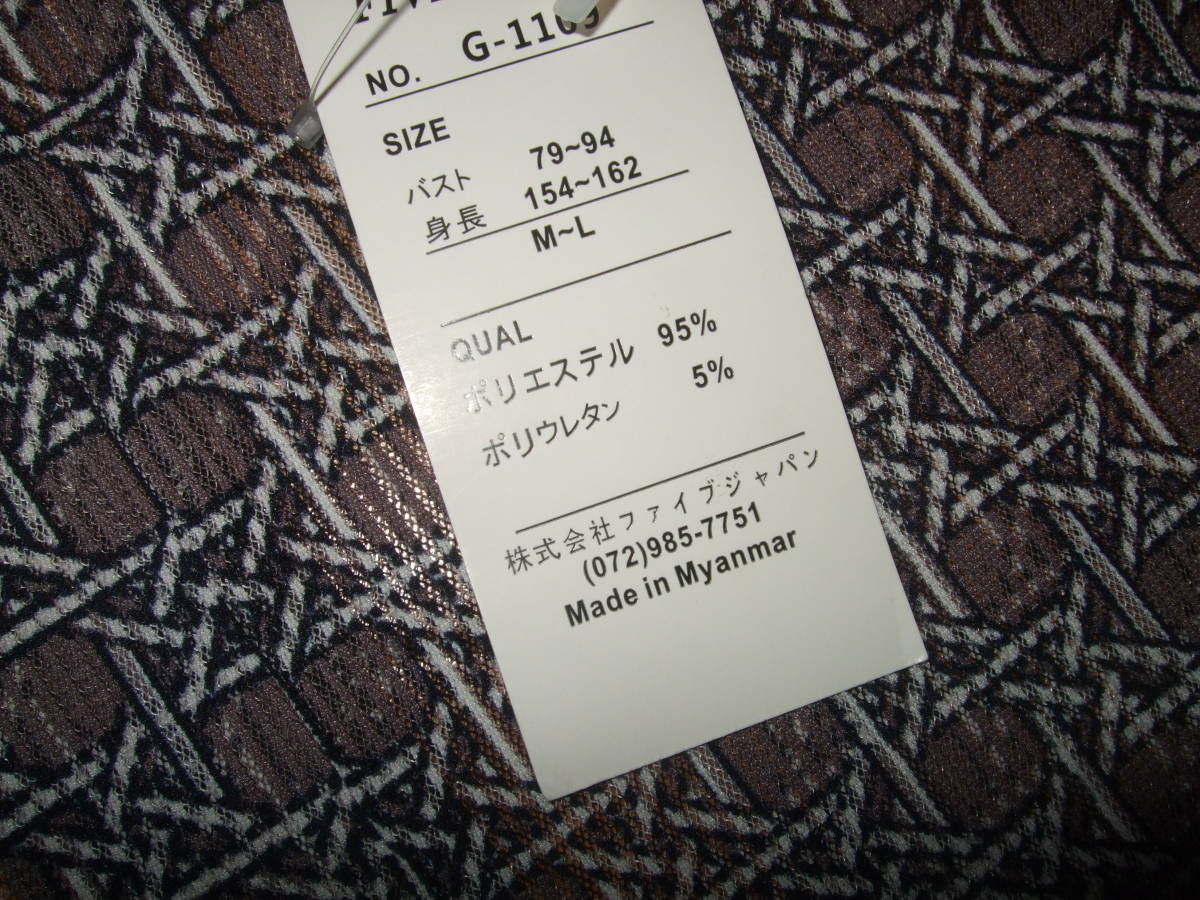 NO. G-1109
SIZE
バスト 79~94
身長 154~162
M~L
QUAL
ポリエステル 95%
ポリウレタン 5%
株式会社ファイブジャパン
(072)985-7751
Made in Myanmar